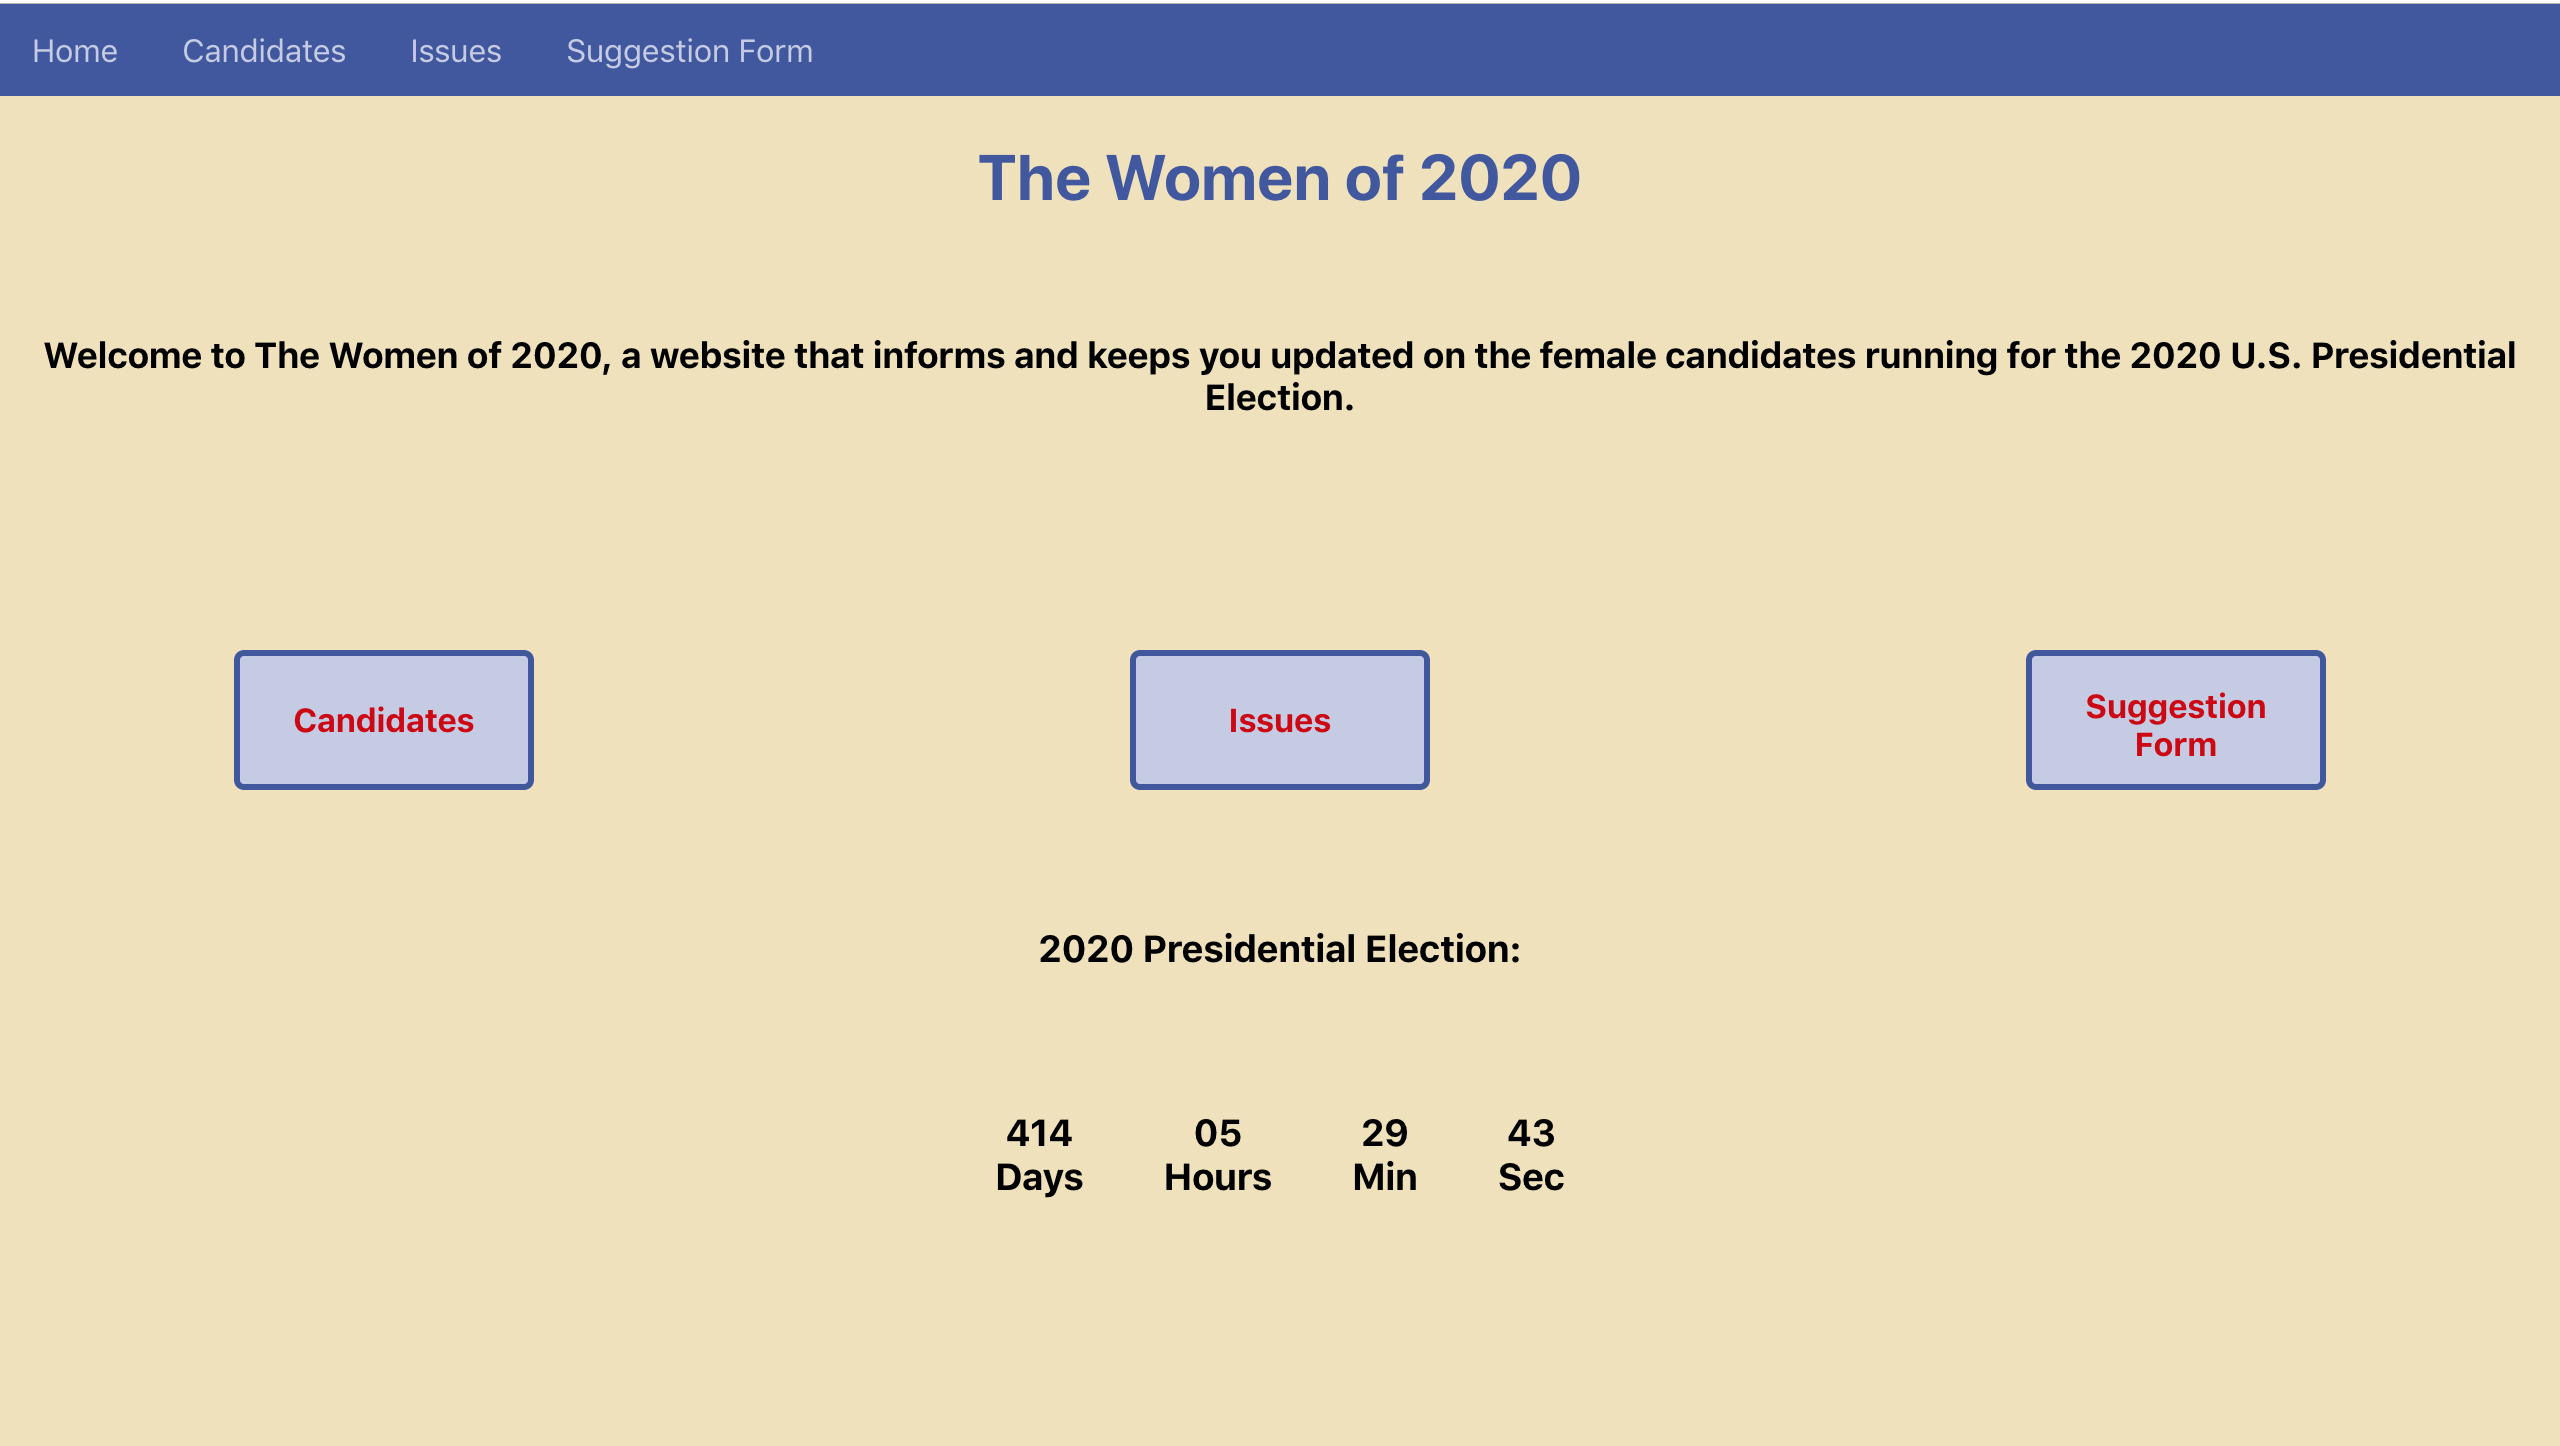 Home Candidates Issues Suggestion Form
The Women of 2020
Welcome to The Women of 2020, a website that informs and keeps you updated on the female candidates running for the 2020 U.S. Presidential
Election.
Candidates
Issues
Suggestion
Form
2020 Presidential Election:
414 05 29 43
Days Hours Min Sec